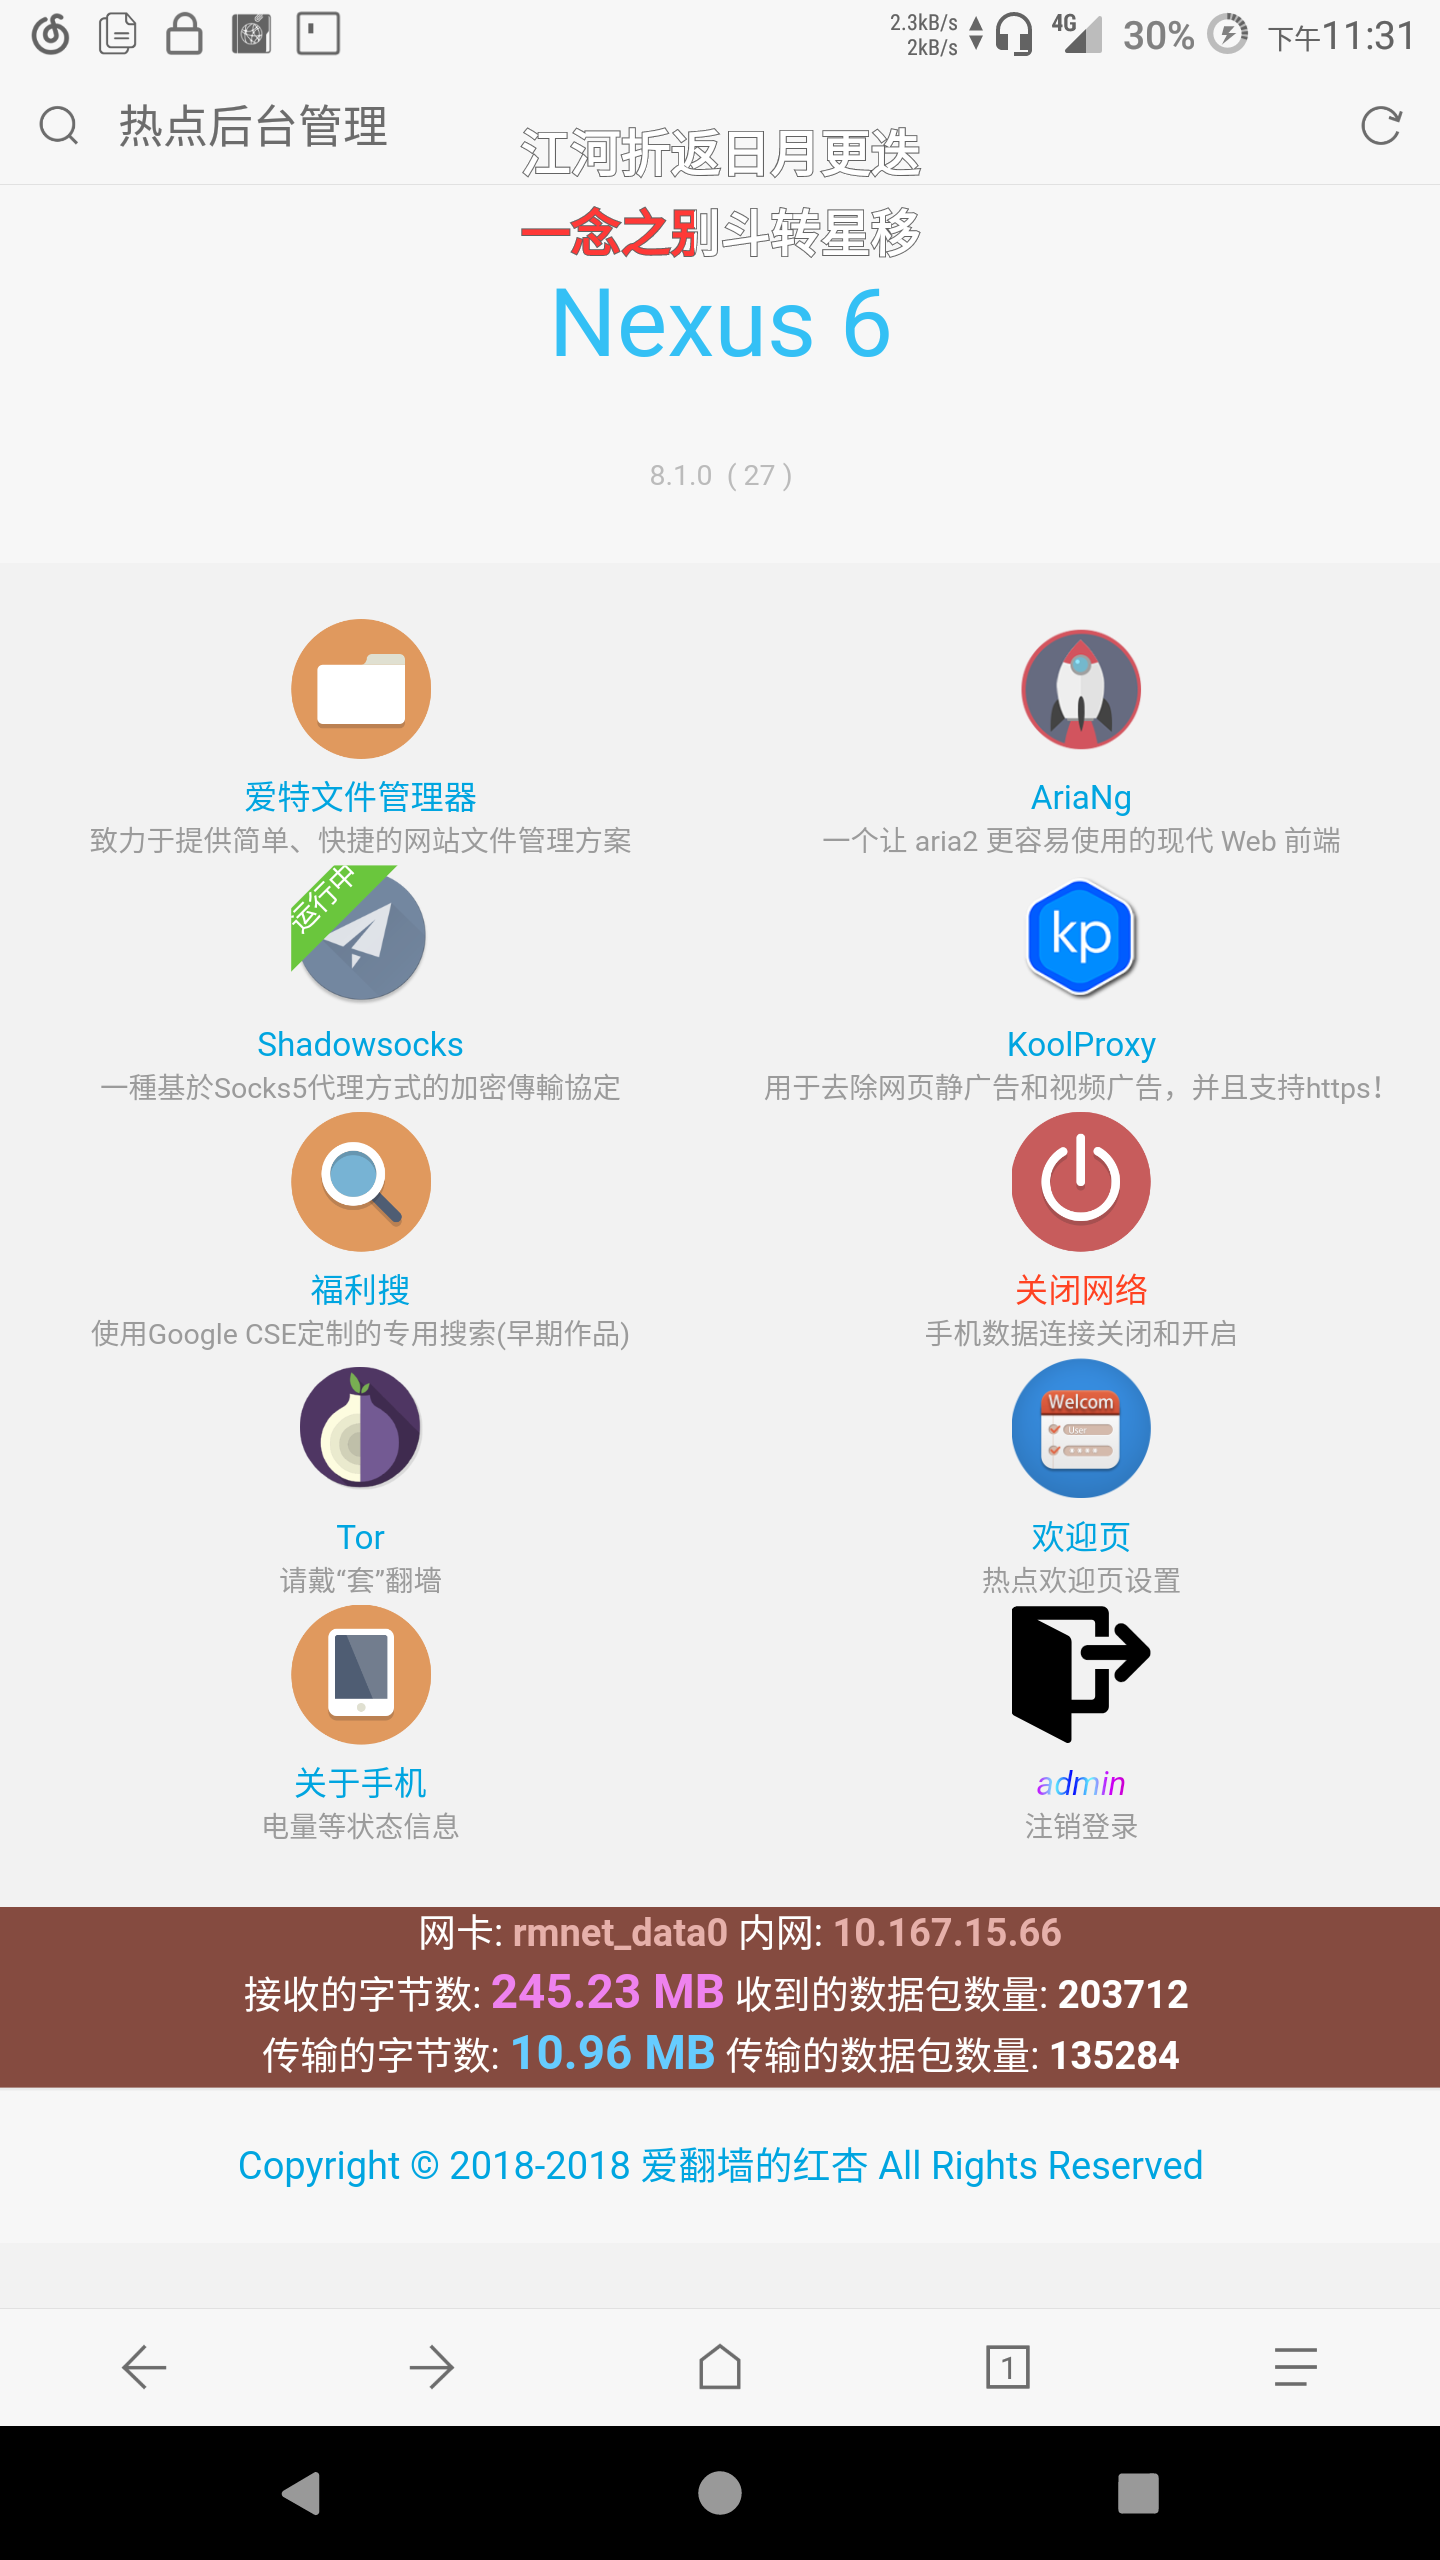 2.3kB/s
2kB/s
4G
30%
下午11:31
热点后台管理
江河折返日月更迭
一念之别斗转星移
Nexus 6
8.1.0 ( 27 )
爱特文件管理器
致力于提供简单、快捷的网站文件管理方案
AriaNg
一个让 aria2 更容易使用的现代 Web 前端
运行中
Shadowsocks
一種基於Socks5代理方式的加密傳輸協定
kp
KoolProxy
用于去除网页静广告和视频广告，并且支持https！
福利搜
使用Google CSE定制的专用搜索(早期作品)
关闭网络
手机数据连接关闭和开启
Tor
请戴“套”翻墙
Welcom
User
欢迎页
热点欢迎页设置
关于手机
电量等状态信息
admin
注销登录
网卡: rmnet_data0 内网: 10.167.15.66
接收的字节数: 245.23 MB 收到的数据包数量: 203712
传输的字节数: 10.96 MB 传输的数据包数量: 135284
Copyright © 2018-2018 爱翻墙的红杏 All Rights Reserved
1